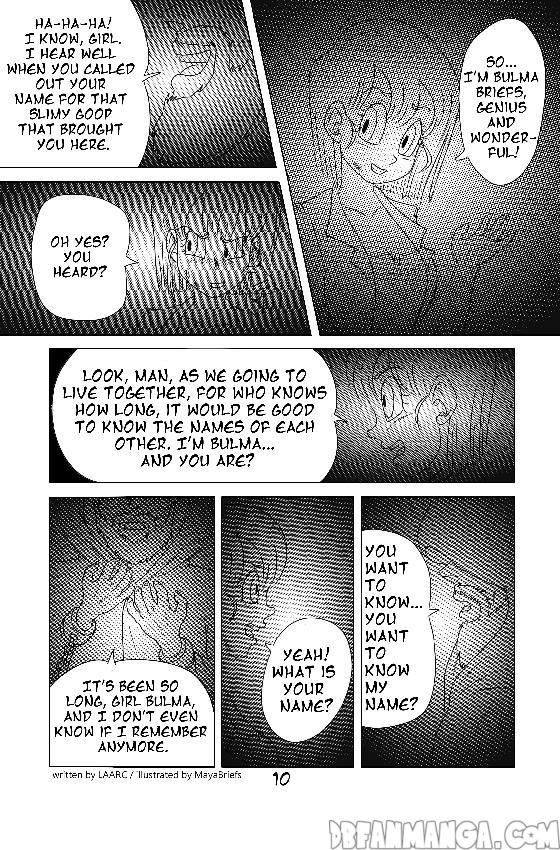 SO...
I'M BULMA
BRIEFS,
GENIUS
AND
WONDER-
FUL!
HA-HA-HA!
I KNOW, GIRL.
I HEAR WELL
WHEN YOU CALLED
OUT YOUR
NAME FOR THAT
SLIMY GOOD
THAT BROUGHT
YOU HERE.
OH YES?
YOU
HEARD?
LOOK, MAN, AS WE GOING TO
LIVE TOGETHER, FOR WHO KNOWS
HOW LONG, IT WOULD BE GOOD
TO KNOW THE NAMES OF EACH
OTHER. I'M BULMA...
AND YOU ARE?
YOU
WANT
TO
KNOW...
YOU
WANT
TO
KNOW
MY
NAME?
YEAH!
WHAT IS
YOUR
NAME?
IT'S BEEN SO
LONG, GIRL BULMA,
AND I DON'T EVEN
KNOW IF I REMEMBER
ANYMORE.
written by LAARC / illustrated by MayaBriefs
10
DBFANMANGA.COM